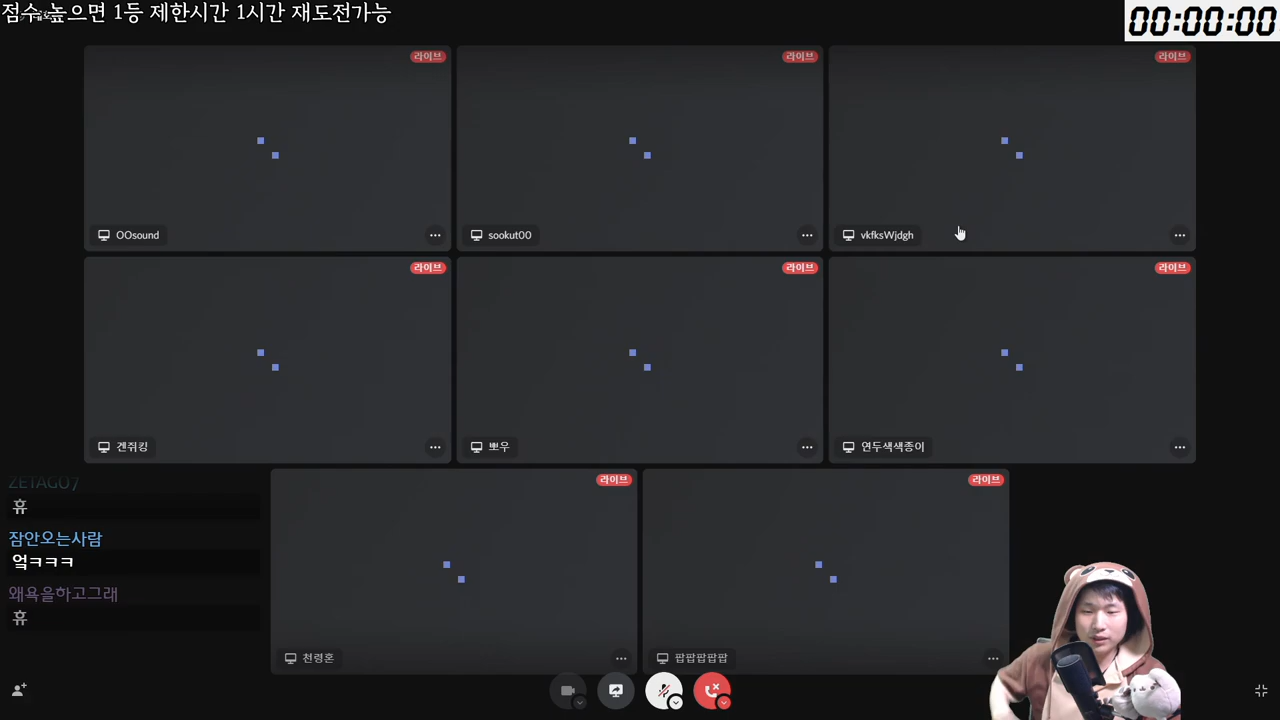 점수 높으면 1등 제한시간 1시간 재도전가능
00:00:00
라이브
라이브
라이브
OOsound
sookut00
vkfksWjdgh
라이브
라이브
라이브
겐쥐킹
뽀우
연두색색종이
라이브
라이브
ZETAGO7
휴
잠안오는사람
엌ㅋㅋㅋ
왜욕을하고그래
휴
천령혼
팝팝팝팝팝